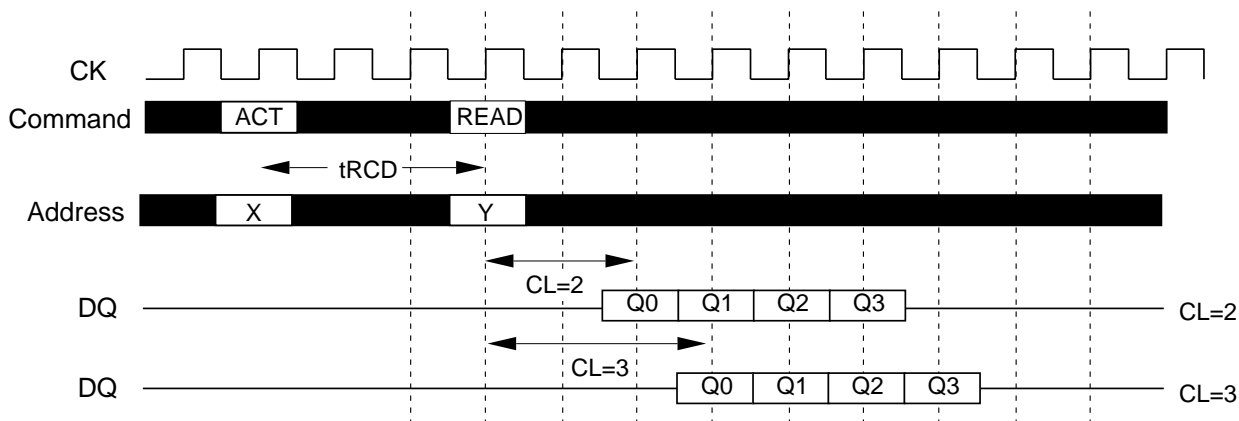 CK
Command ACT READ
tRCD
Address X Y
CL=2
DQ Q0 Q1 Q2 Q3 CL=2
CL=3
DQ Q0 Q1 Q2 Q3 CL=3